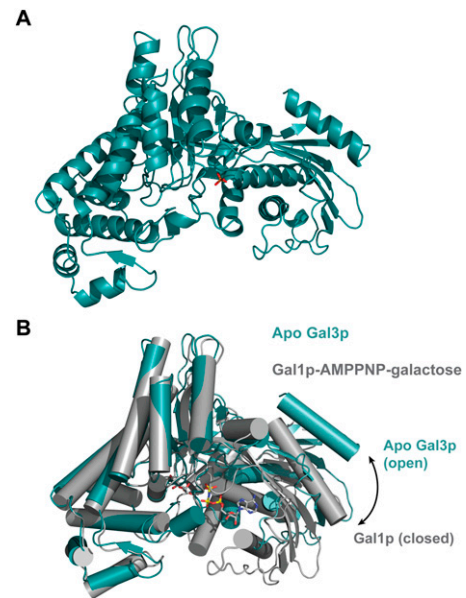 A
B
Apo Gal3p
Gal1p-AMPPNP-galactose
Apo Gal3p
(open)
Gal1p (closed)